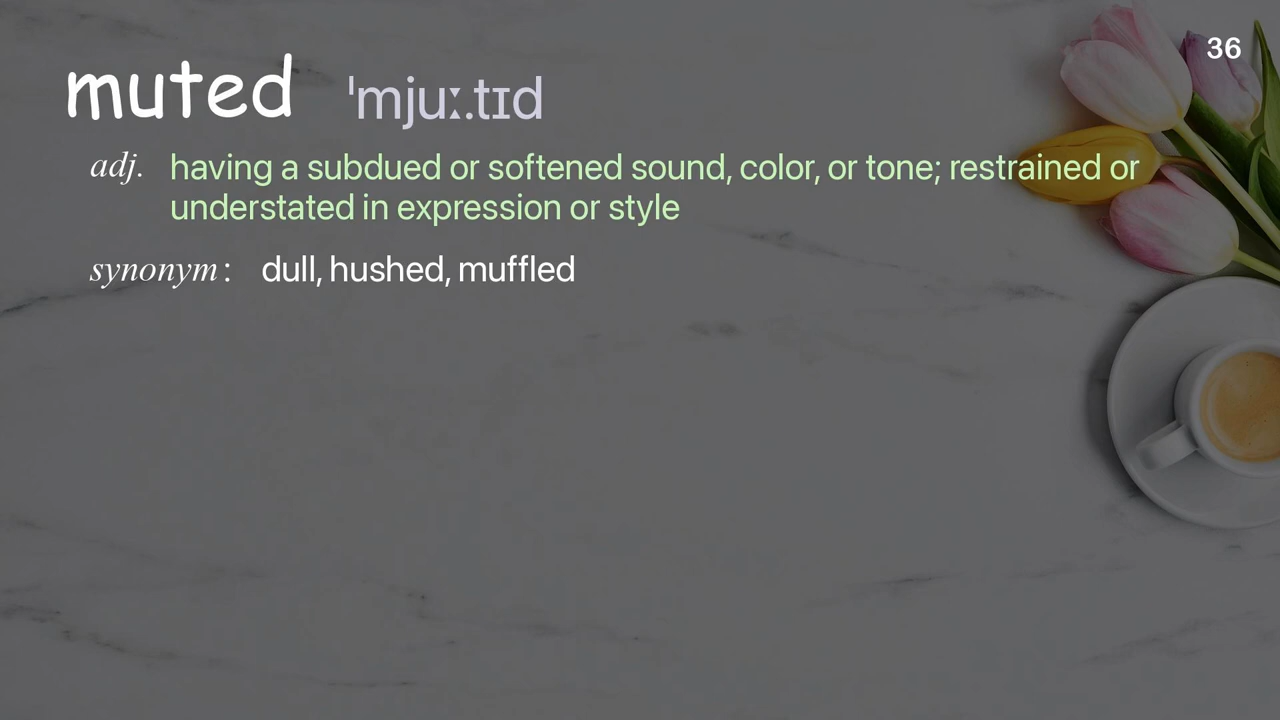 36
muted ˈmjuː.tɪd
adj. having a subdued or softened sound, color, or tone; restrained or
understated in expression or style
synonym: dull, hushed, muffled